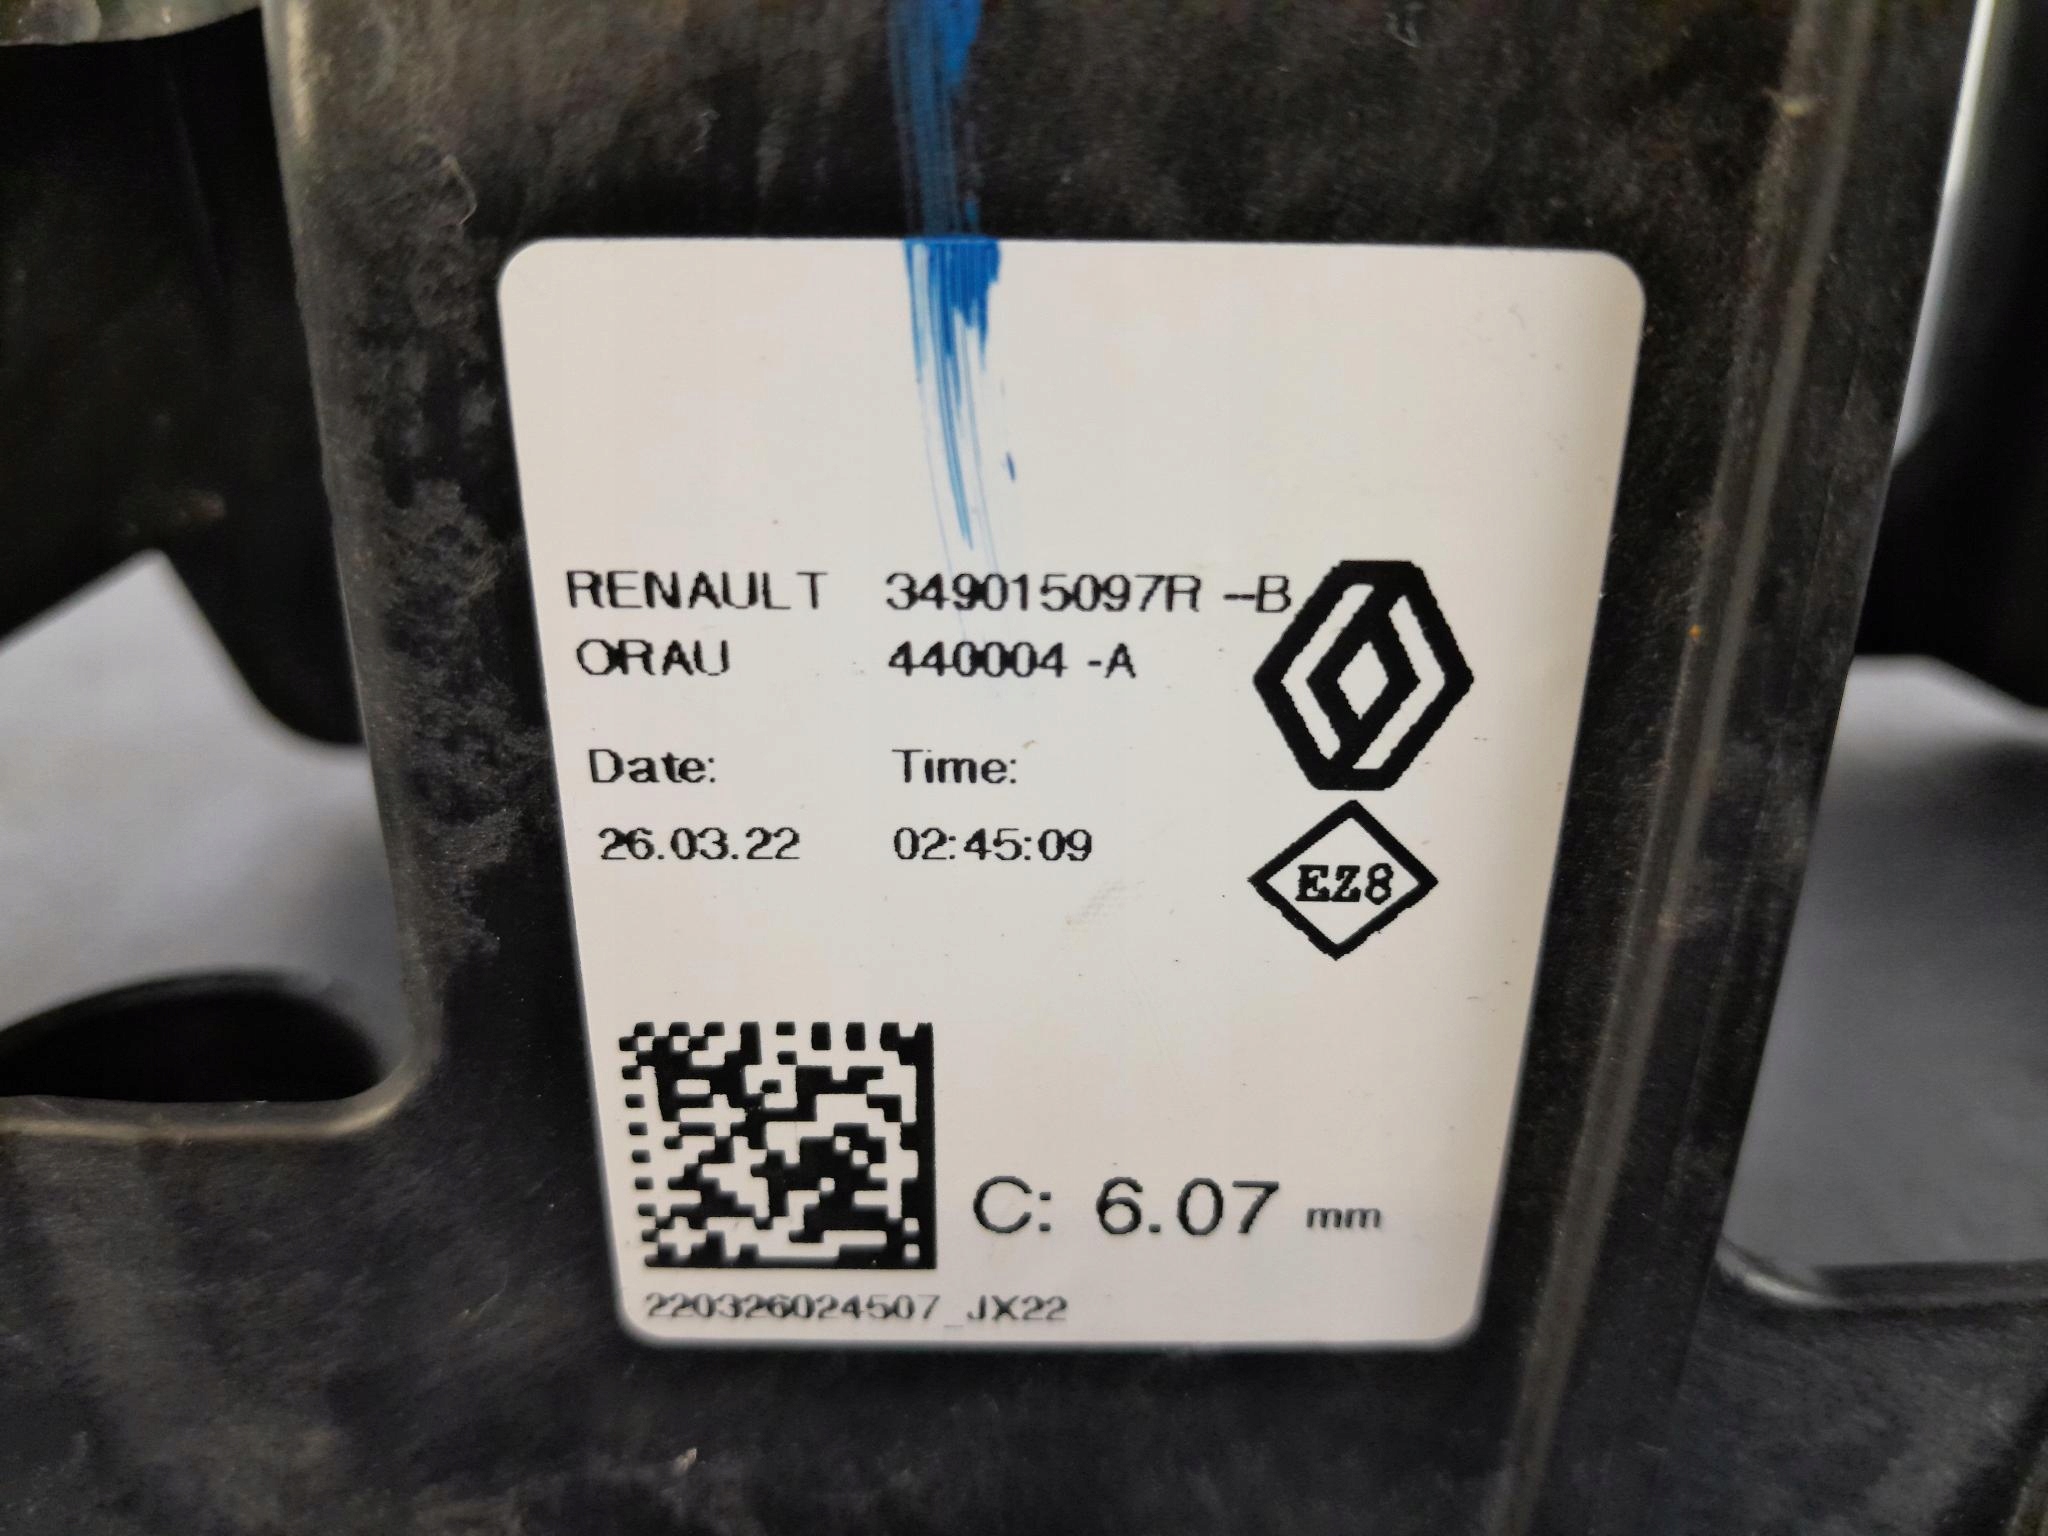 RENAULT 349015097R -B
ORAU 440004 -A
Date: Time:
26.03.22 02:45:09
EZ8
C: 6.07 mm
220326024507_JX22